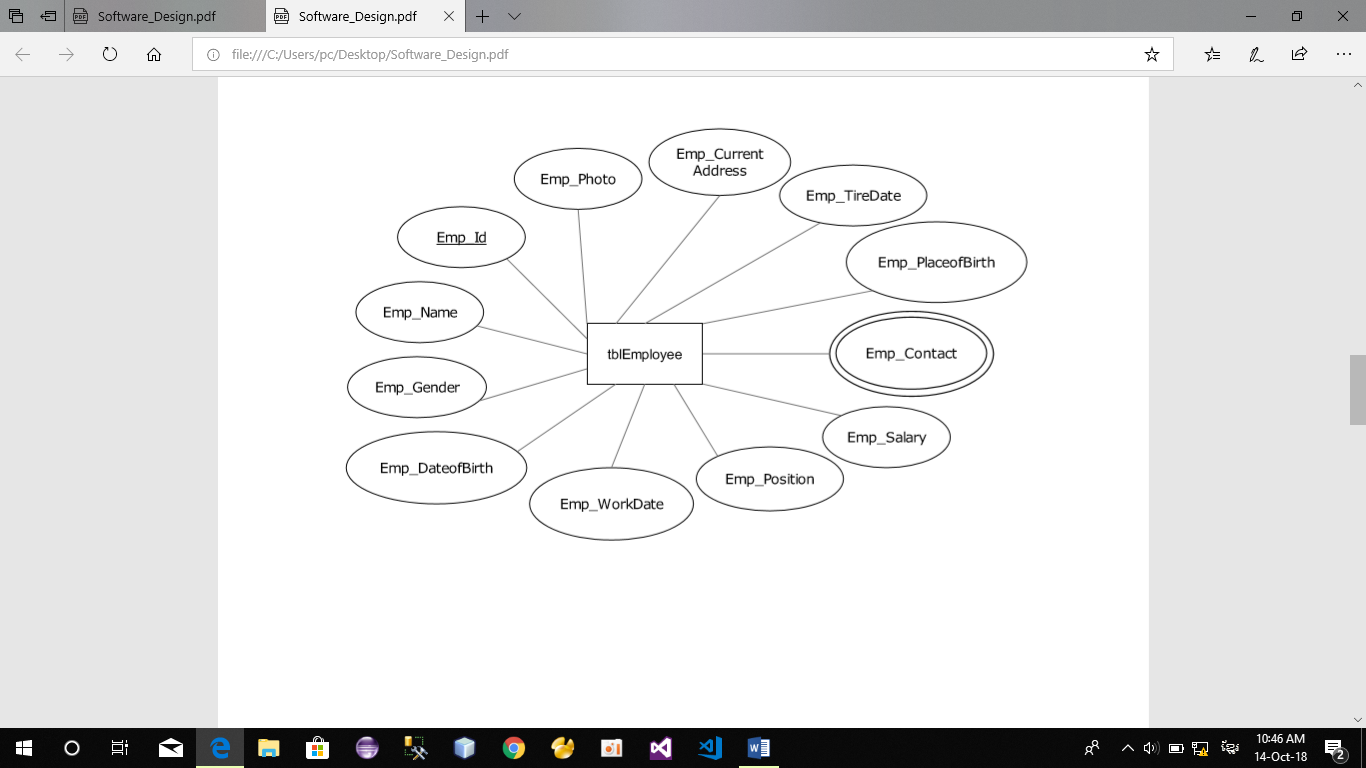 Software_Design.pdf
Software_Design.pdf
file:///C:/Users/pc/Desktop/Software_Design.pdf
Emp_Current
Address
Emp_Photo
Emp_TireDate
Emp_Id
Emp_PlaceofBirth
Emp_Name
tblEmployee
Emp_Contact
Emp_Gender
Emp_Salary
Emp_DateofBirth
Emp_Position
Emp_WorkDate
10:46 AM
14-Oct-18
2